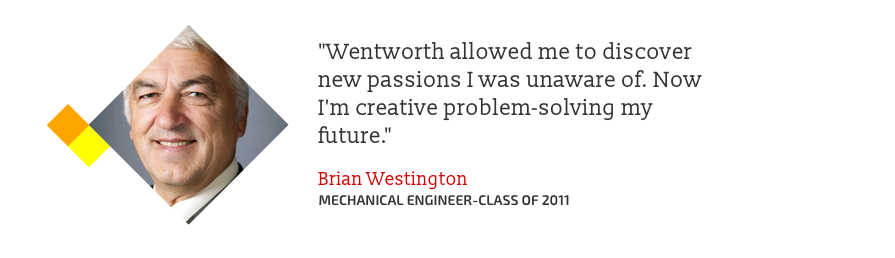 "Wentworth allowed me to discover
new passions I was unaware of. Now
I'm creative problem-solving my
future."
Brian Westington
MECHANICAL ENGINEER-CLASS OF 2011